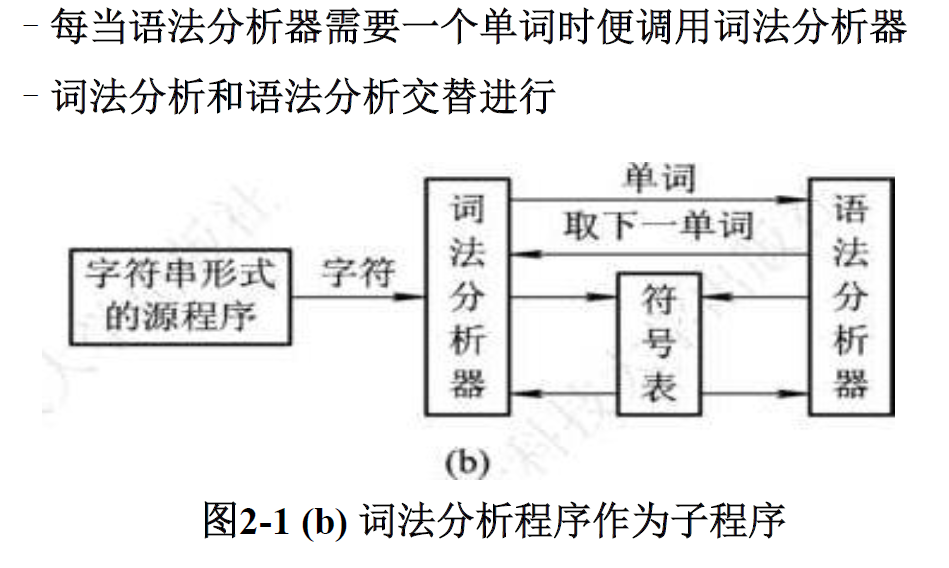 - 每当语法分析器需要一个单词时便调用词法分析器
- 词法分析和语法分析交替进行
单词
取下一单词
字符串形式
的源程序
字符
词法分析器
符号表
语法分析器
(b)
图2-1 (b) 词法分析程序作为子程序